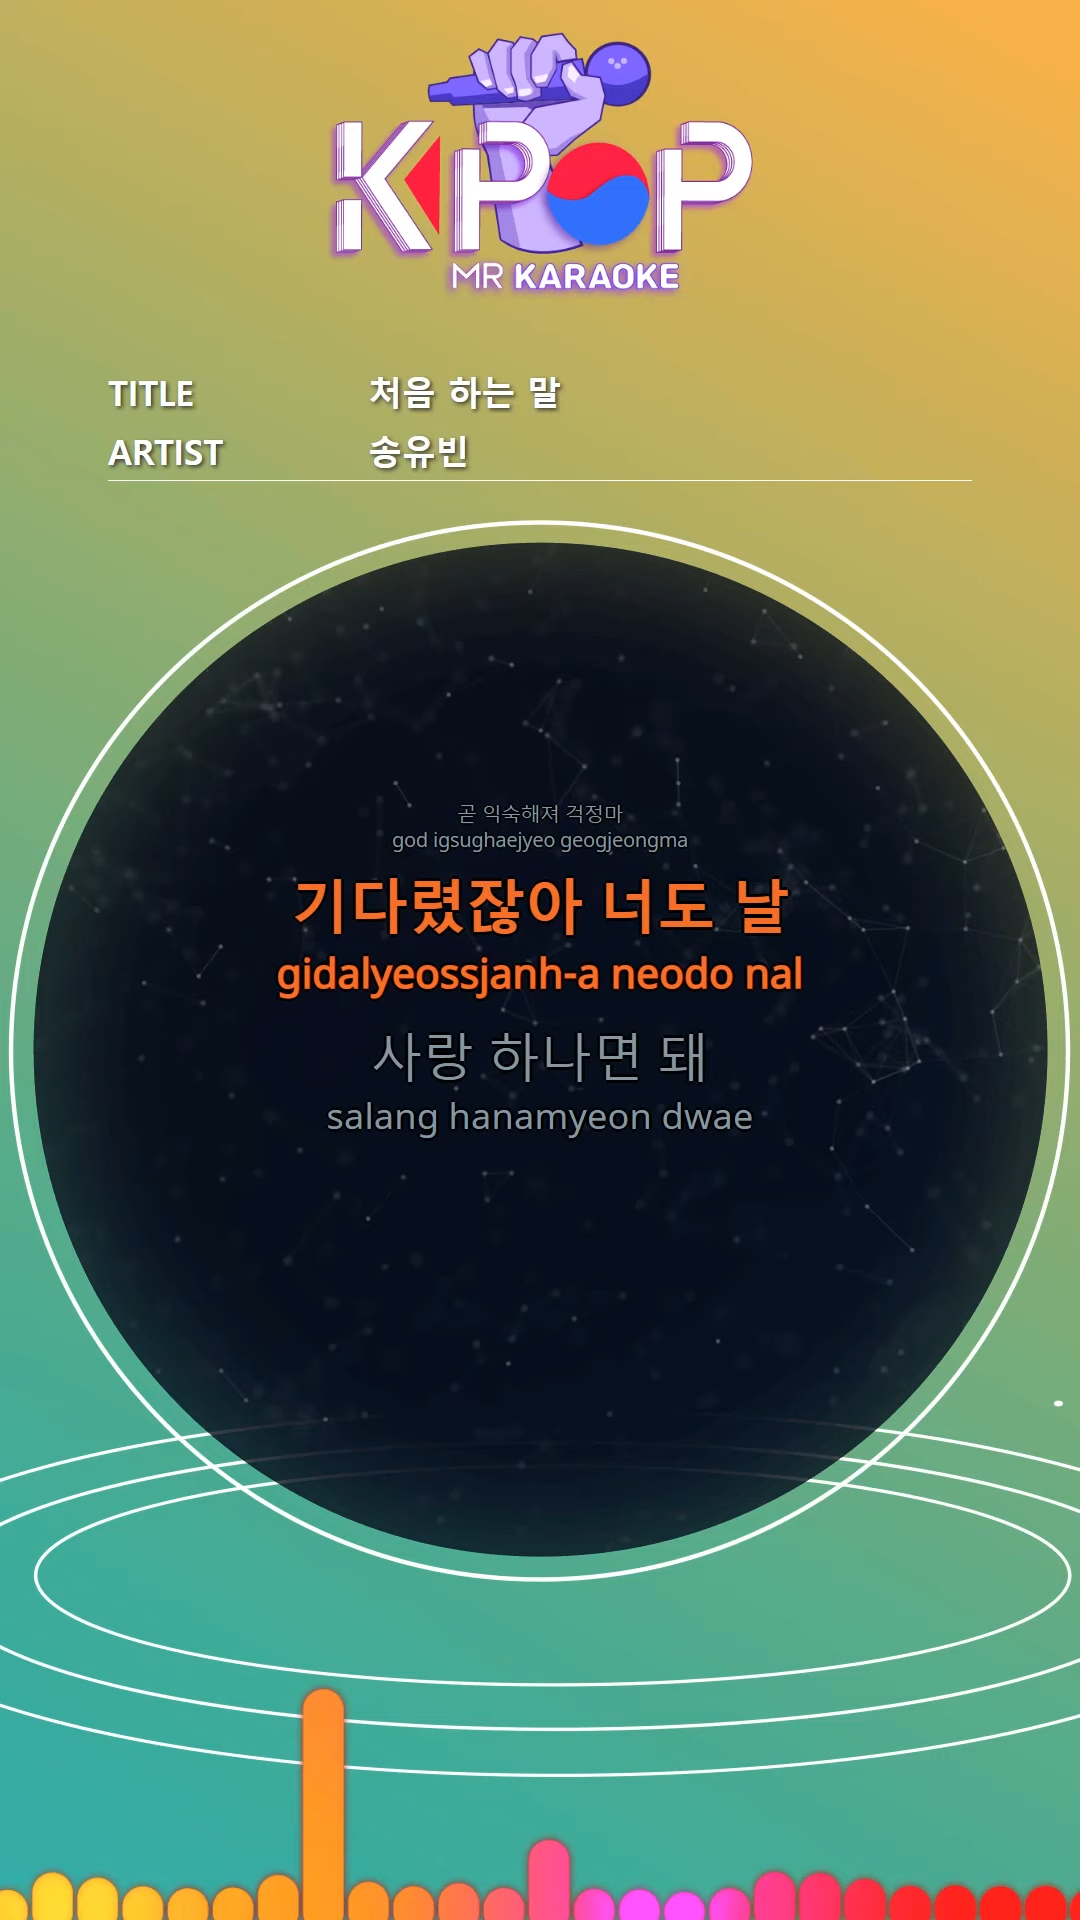 KPOP
MR KARAOKE
TITLE 처음 하는 말
ARTIST 송유빈
곧 익숙해져 걱정마
god igsughaejyeo geogjeongma
기다렸잖아 너도 날
gidalyeossjanh-a neodo nal
사랑 하나면 돼
salang hanamyeon dwae